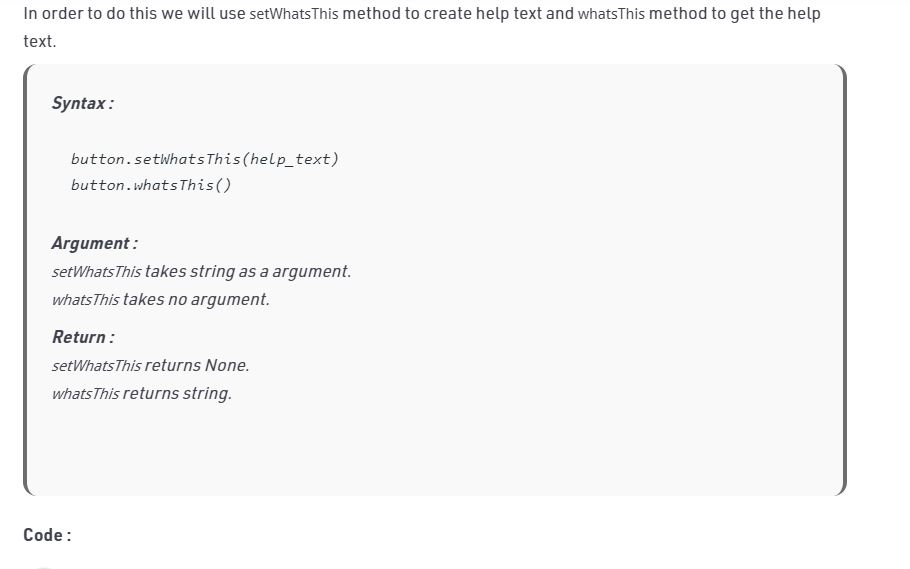 In order to do this we will use setWhatsThis method to create help text and whatsThis method to get the help
text.
Syntax :
button.setWhatsThis(help_text)
button.whatsThis()
Argument :
setWhatsThis takes string as a argument.
whatsThis takes no argument.
Return :
setWhatsThis returns None.
whatsThis returns string.
Code :